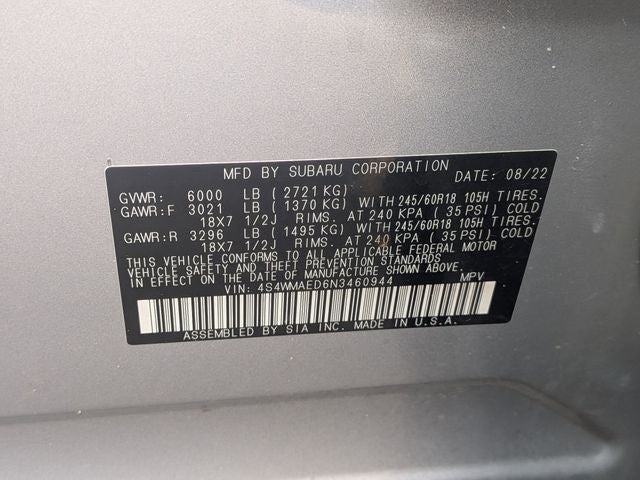 MFD BY SUBARU CORPORATION DATE: 08/22
GVWR: 6000 LB (2721 KG)
GAWR:F 3021 LB (1370 KG) WITH 245/60R18 105H TIRES.
18X7 1/2J RIMS. AT 240 KPA (35 PSI) COLD
GAWR:R 3296 LB (1495 KG) WITH 245/60R18 105H TIRES.
18X7 1/2J RIMS. AT 240 KPA (35 PSI) COLD
THIS VEHICLE CONFORMS TO ALL APPLICABLE FEDERAL MOTOR
VEHICLE SAFETY AND THEFT PREVENTION STANDARDS IN EFFECT
ON THE DATE OF MANUFACTURE SHOWN ABOVE.
VIN: 4S4WMAED6N3460944 MPV
ASSEMBLED BY SIA INC. MADE IN U.S.A.